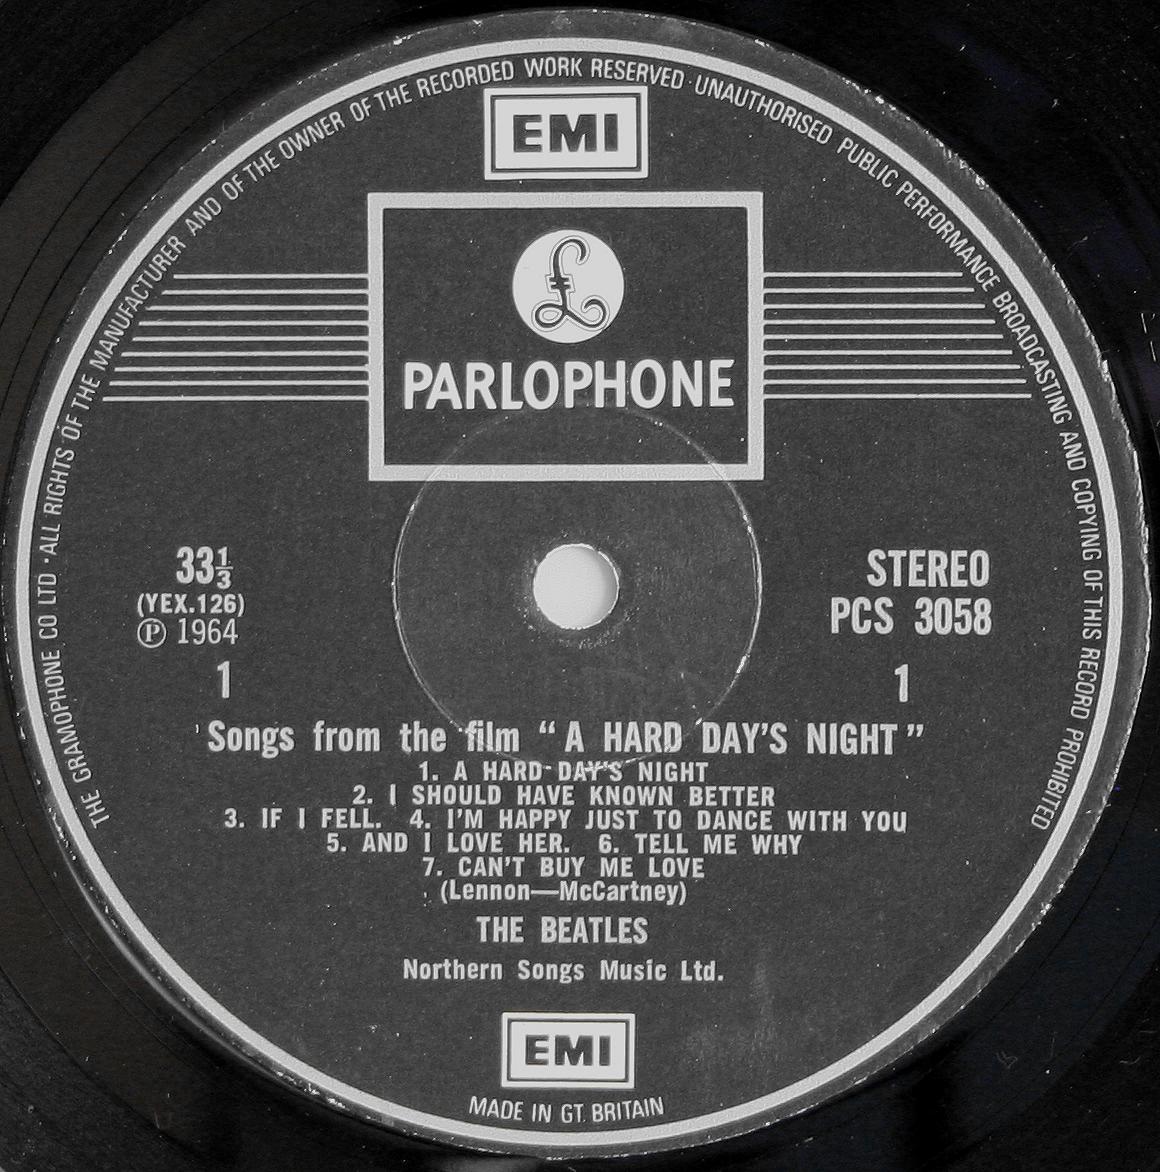 THE GRAMOPHONE CO LTD · ALL RIGHTS OF THE MANUFACTURER AND OF THE OWNER OF THE RECORDED WORK RESERVED · UNAUTHORISED PUBLIC PERFORMANCE BROADCASTING AND COPYING OF THIS RECORD PROHIBITED
EMI
£
PARLOPHONE
33⅓
(YEX.126)
Ⓟ 1964
1
STEREO
PCS 3058
1
Songs from the film “A HARD DAY'S NIGHT”
1. A HARD DAY'S NIGHT
2. I SHOULD HAVE KNOWN BETTER
3. IF I FELL. 4. I'M HAPPY JUST TO DANCE WITH YOU
5. AND I LOVE HER. 6. TELL ME WHY
7. CAN'T BUY ME LOVE
(Lennon—McCartney)
THE BEATLES
Northern Songs Music Ltd.
EMI
MADE IN GT. BRITAIN